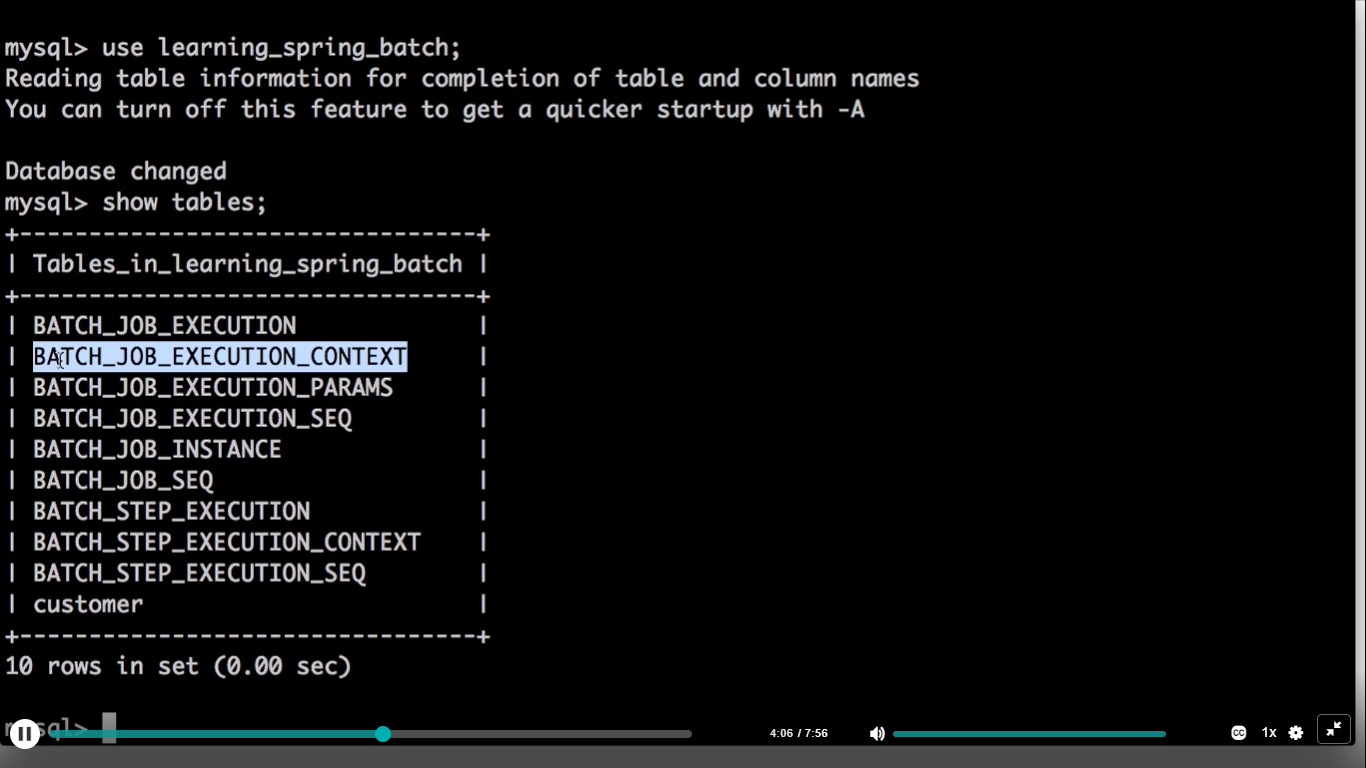 mysql> use learning_spring_batch;
Reading table information for completion of table and column names
You can turn off this feature to get a quicker startup with -A
Database changed
mysql> show tables;
+---------------------------------+
| Tables_in_learning_spring_batch |
+---------------------------------+
| BATCH_JOB_EXECUTION             |
| BATCH_JOB_EXECUTION_CONTEXT     |
| BATCH_JOB_EXECUTION_PARAMS      |
| BATCH_JOB_EXECUTION_SEQ         |
| BATCH_JOB_INSTANCE              |
| BATCH_JOB_SEQ                   |
| BATCH_STEP_EXECUTION            |
| BATCH_STEP_EXECUTION_CONTEXT    |
| BATCH_STEP_EXECUTION_SEQ        |
| customer                        |
+---------------------------------+
10 rows in set (0.00 sec)
mysql>
4:06 / 7:56 CC 1x